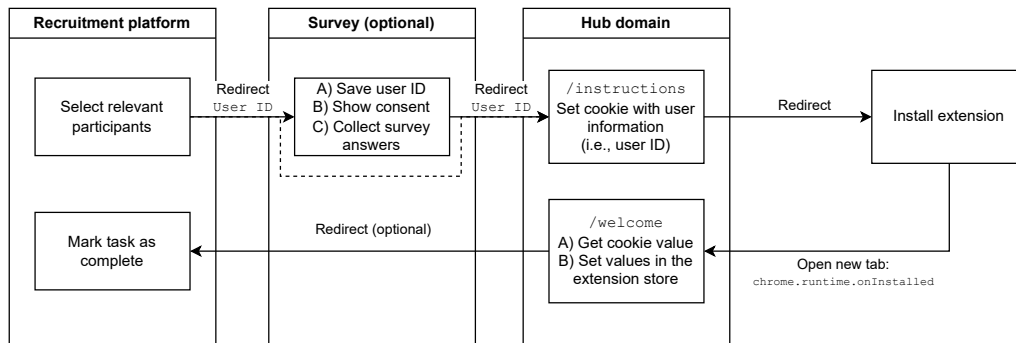 Recruitment platform
Survey (optional)
Hub domain
Select relevant
participants
Redirect
User ID
A) Save user ID
B) Show consent
C) Collect survey
answers
Redirect
User ID
/instructions
Set cookie with user
information
(i.e., user ID)
Redirect
Install extension
Mark task as
complete
Redirect (optional)
/welcome
A) Get cookie value
B) Set values in the
extension store
Open new tab:
chrome.runtime.onInstalled